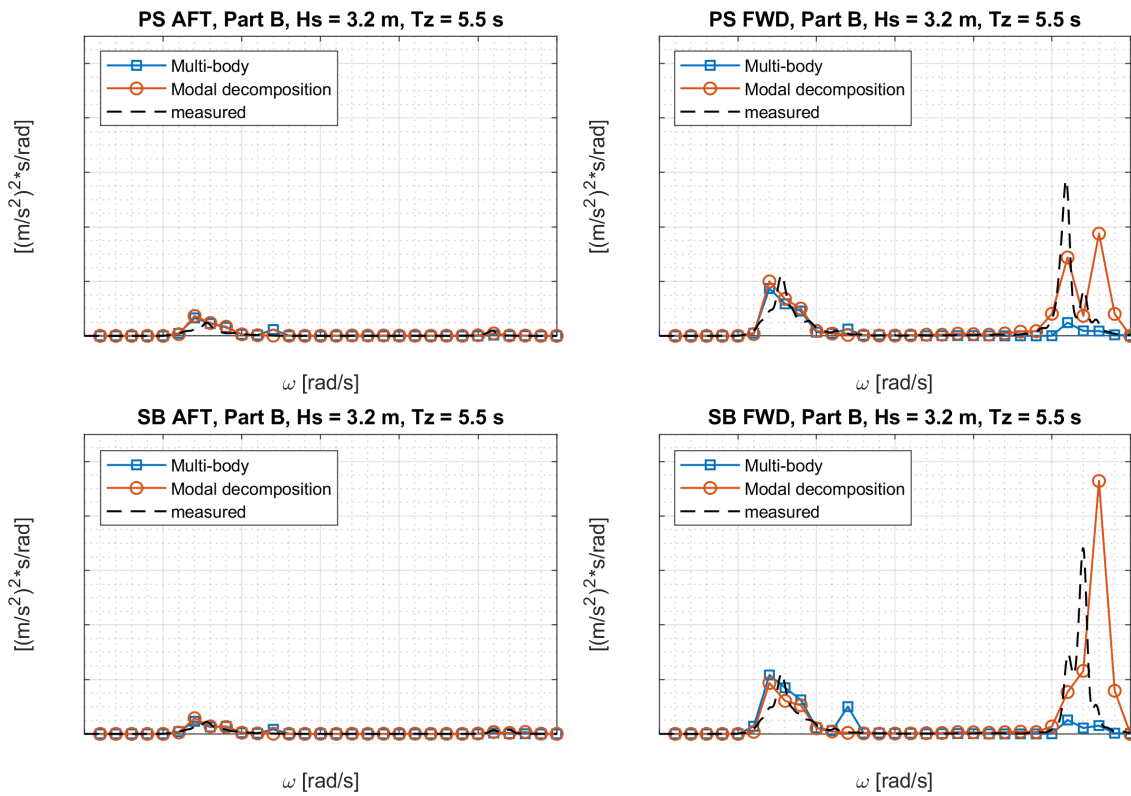 PS AFT, Part B, Hs = 3.2 m, Tz = 5.5 s
[(m/s²)²*s/rad]
Multi-body
Modal decomposition
measured
ω [rad/s]
PS FWD, Part B, Hs = 3.2 m, Tz = 5.5 s
[(m/s²)²*s/rad]
Multi-body
Modal decomposition
measured
ω [rad/s]
SB AFT, Part B, Hs = 3.2 m, Tz = 5.5 s
[(m/s²)²*s/rad]
Multi-body
Modal decomposition
measured
ω [rad/s]
SB FWD, Part B, Hs = 3.2 m, Tz = 5.5 s
[(m/s²)²*s/rad]
Multi-body
Modal decomposition
measured
ω [rad/s]